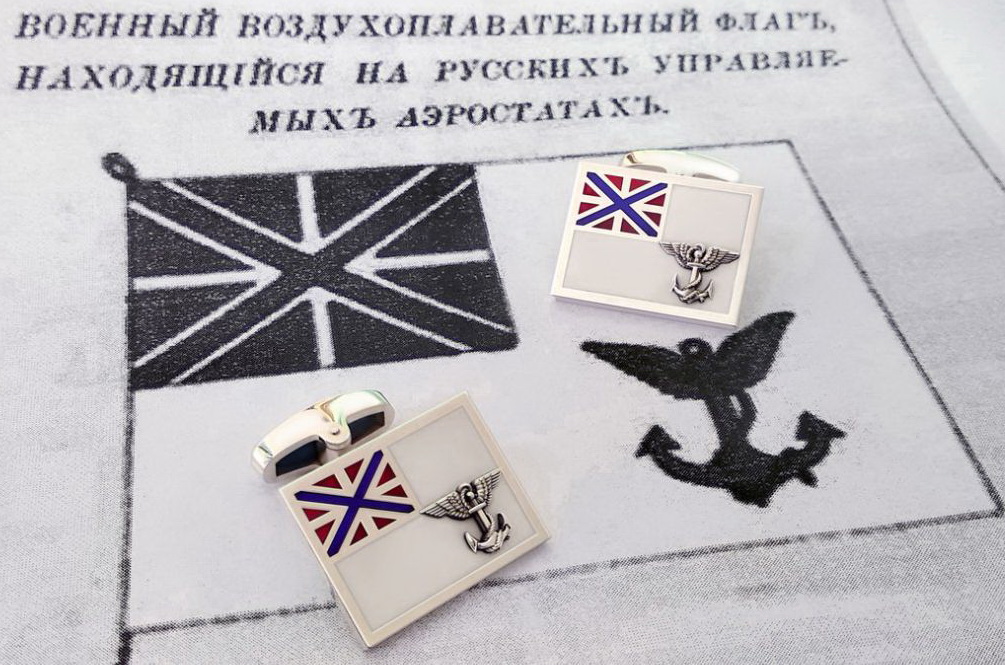 ВОЕННЫЙ ВОЗДУХОПЛАВАТЕЛЬНЫЙ ФЛАГЪ,
НАХОДЯЩІЙСЯ НА РУССКИХЪ УПРАВЛЯЕ-
МЫХЪ АЭРОСТАТАХЪ.